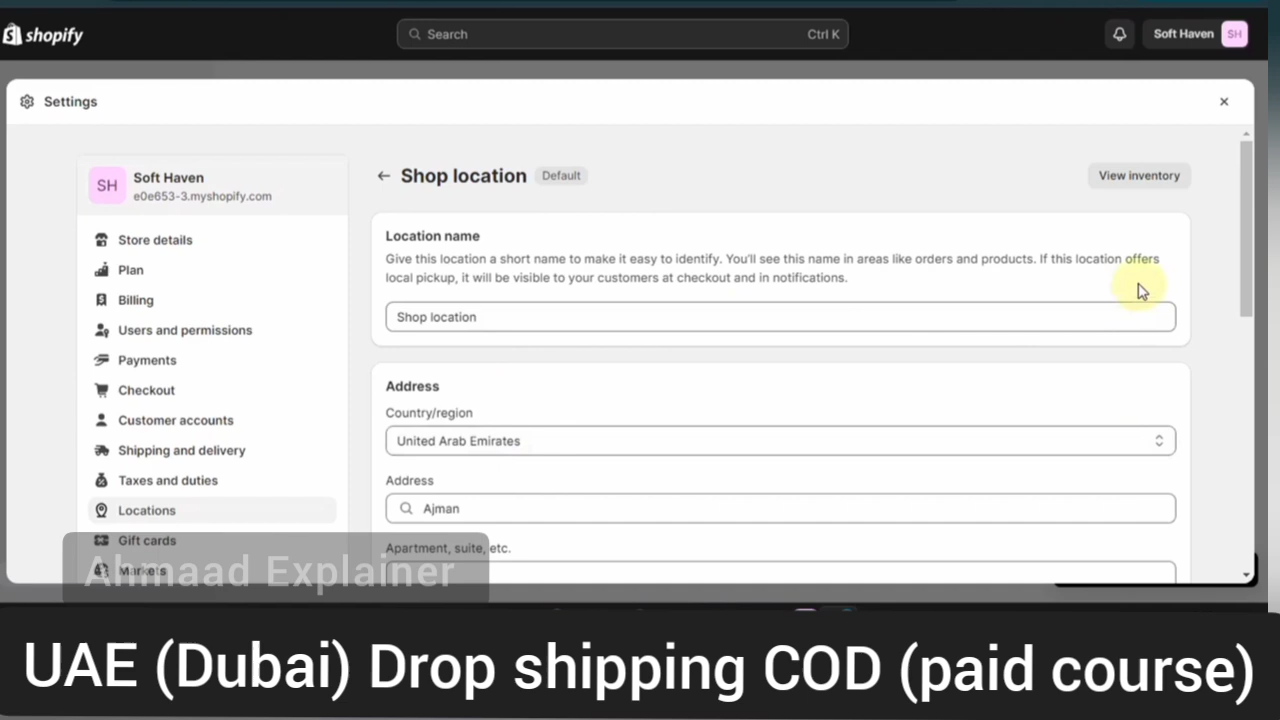 shopify
Search
Ctrl K
Soft Haven
SH
Settings
SH
Soft Haven
e0e653-3.myshopify.com
Store details
Plan
Billing
Users and permissions
Payments
Checkout
Customer accounts
Shipping and delivery
Taxes and duties
Locations
Gift cards
Markets
Shop location
Default
View inventory
Location name
Give this location a short name to make it easy to identify. You'll see this name in areas like orders and products. If this location offers
local pickup, it will be visible to your customers at checkout and in notifications.
Shop location
Address
Country/region
United Arab Emirates
Address
Ajman
Apartment, suite, etc.
Ahmaad Explainer
UAE (Dubai) Drop shipping COD (paid course)